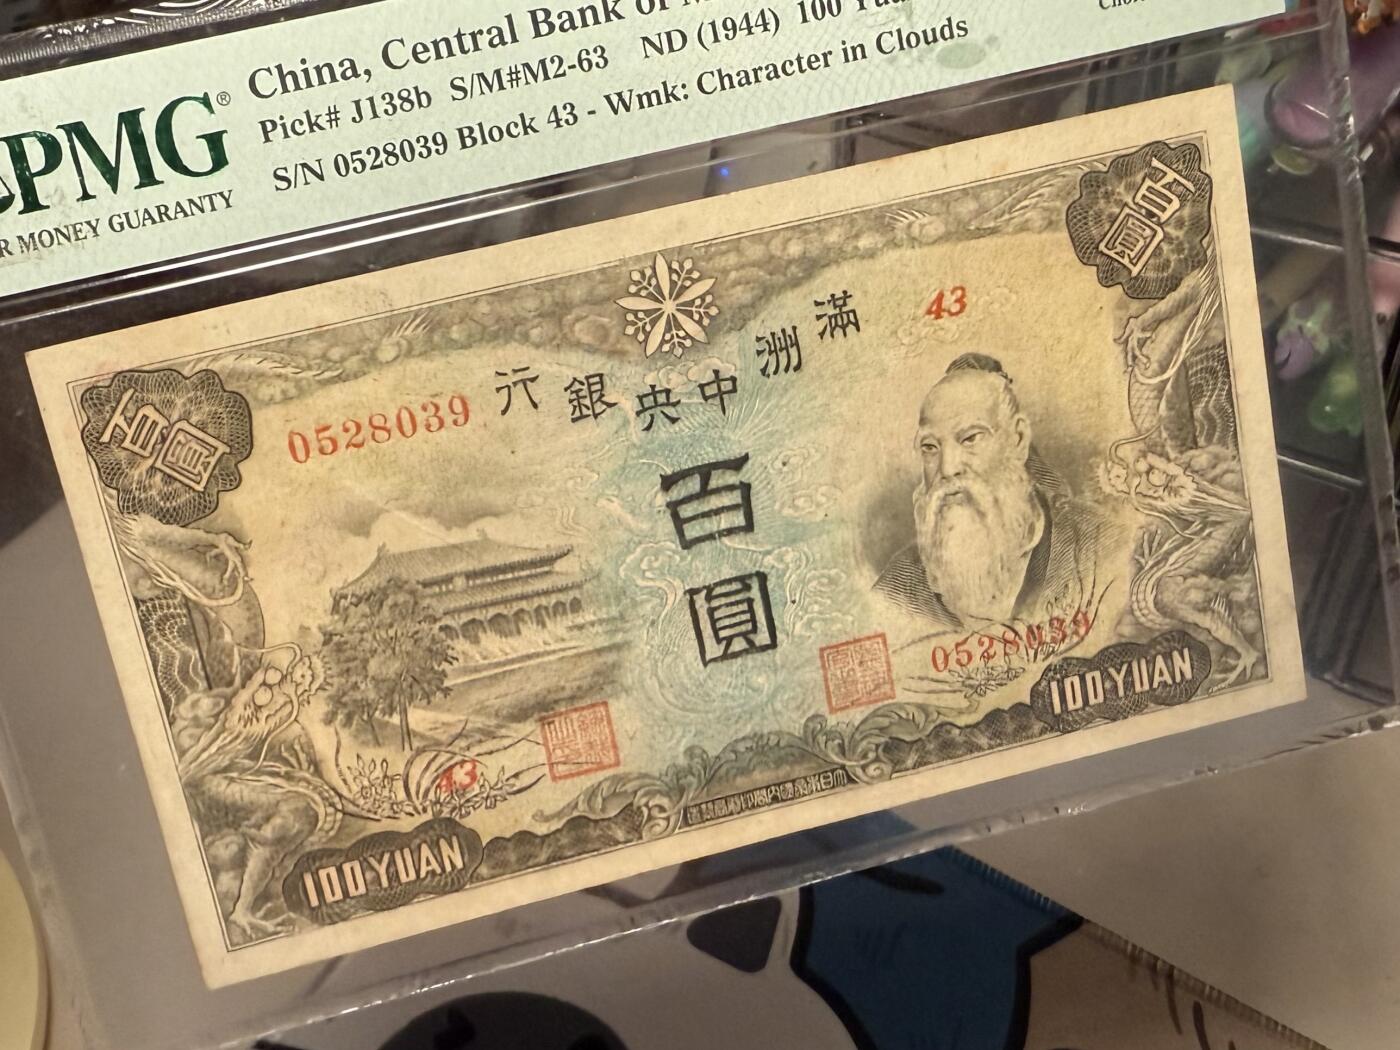 China, Central Bank of
Pick# J138b S/M#M2-63 ND (1944) 100 Yua
S/N 0528039 Block 43 - Wmk: Character in Clouds
PMG®
R MONEY GUARANTY
百圓
百圓
43
行銀央中洲滿
0528039
百圓
0528039
43
100 YUAN
100 YUAN